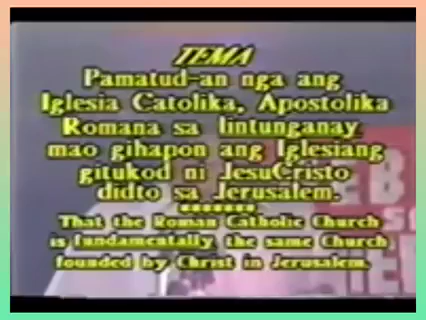 TEMA
Pamatud-an nga ang
Iglesia Catolika, Apostolika
Romana sa lintunganay
mao gihapon ang Iglesiang
gitukod ni JesuCristo
didto sa Jerusalem.
That the Roman Catholic Church
is fundamentally the same Church
founded by Christ in Jerusalem.